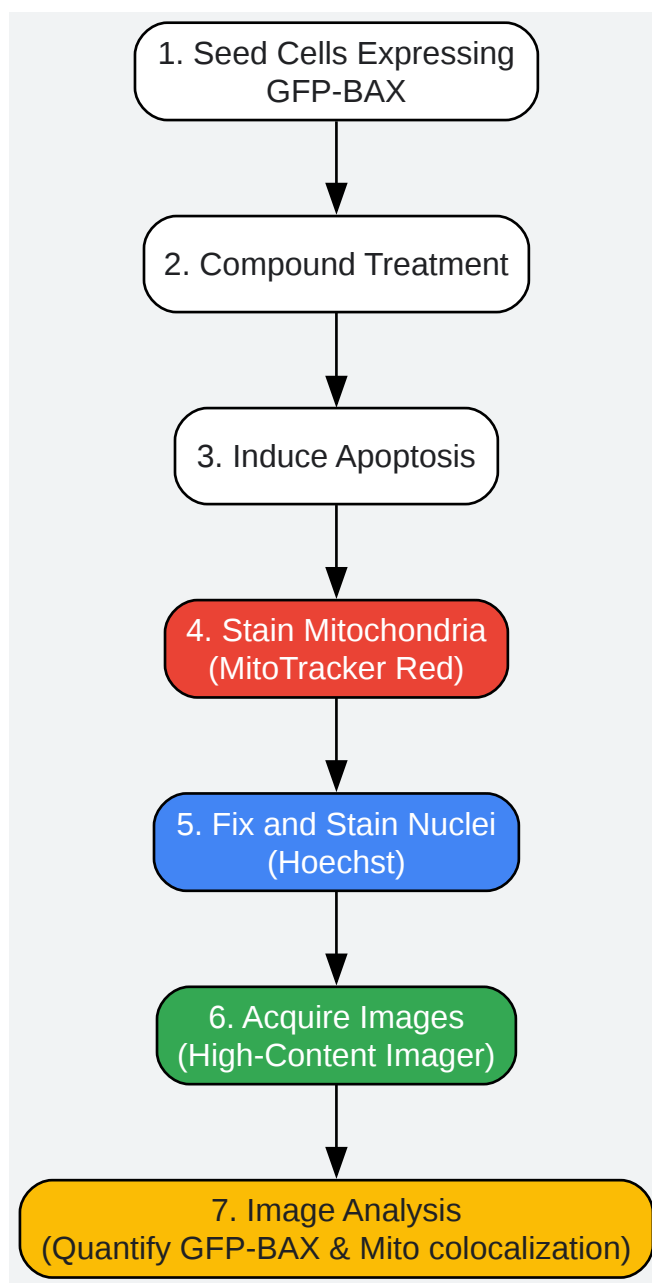 1. Seed Cells Expressing
GFP-BAX
2. Compound Treatment
3. Induce Apoptosis
4. Stain Mitochondria
(MitoTracker Red)
5. Fix and Stain Nuclei
(Hoechst)
6. Acquire Images
(High-Content Imager)
7. Image Analysis
(Quantify GFP-BAX & Mito colocalization)